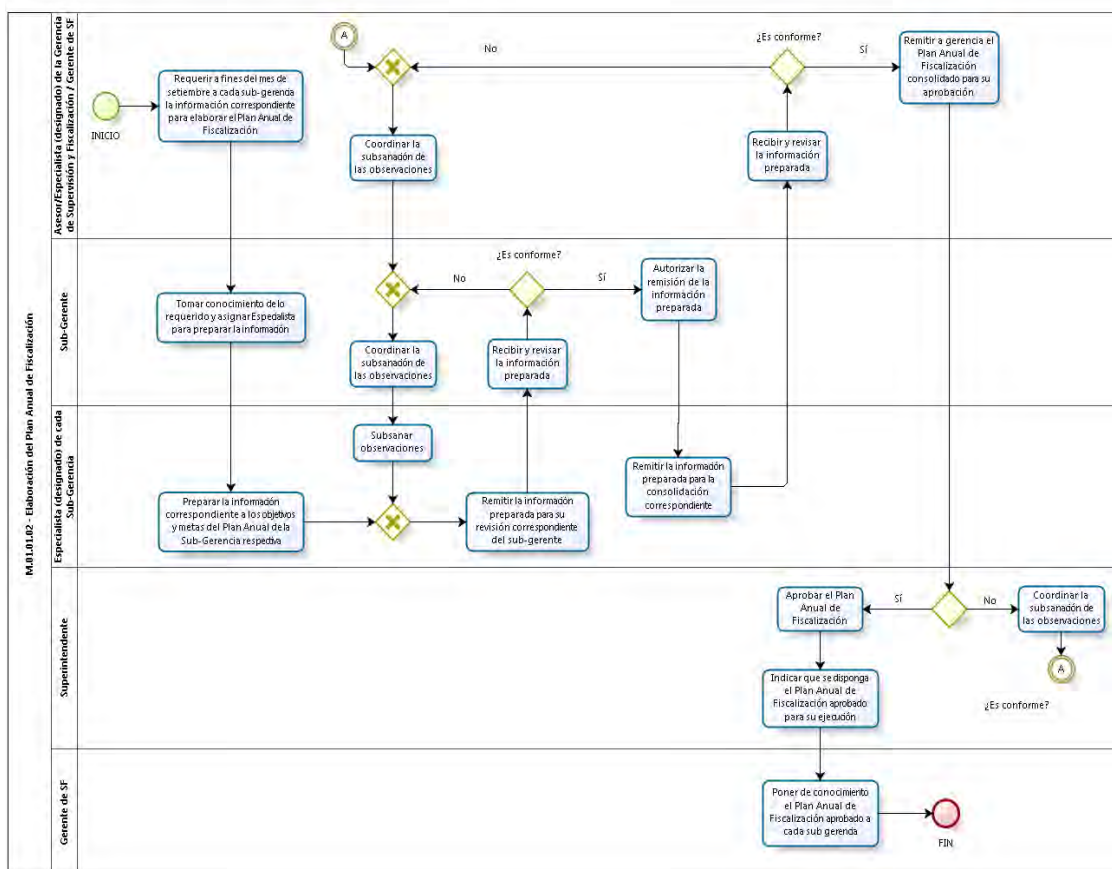 M.01.01.02 - Elaboración del Plan Anual de Fiscalización
Asesor/Especialista (designado) de la Gerencia
de Supervisión y Fiscalización / Gerente de SF
INICIO
Requerir a fines del mes de
setiembre a cada sub-gerencia
la información correspondiente
para elaborar el Plan Anual de
Fiscalización
A
No
¿Es conforme?
Sí
Remitir a gerencia el
Plan Anual de
Fiscalización
consolidado para su
aprobación
Coordinar la
subsanación de
las observaciones
Recibir y revisar
la información
preparada
Sub-Gerente
Tomar conocimiento de lo
requerido y asignar Especialista
para preparar la información
No
¿Es conforme?
Sí
Autorizar la
remisión de la
información
preparada
Coordinar la
subsanación de
las observaciones
Recibir y revisar
la información
preparada
Especialista (designado) de cada
Sub-Gerencia
Subsanar
observaciones
Preparar la información
correspondiente a los objetivos
y metas del Plan Anual de la
Sub-Gerencia respectiva
Remitir la información
preparada para su
revisión correspondiente
del sub-gerente
Remitir la información
preparada para la
consolidación
correspondiente
Superintendente
Aprobar el Plan
Anual de
Fiscalización
Sí
No
Coordinar la
subsanación de
las observaciones
A
¿Es conforme?
Indicar que se disponga
el Plan Anual de
Fiscalización aprobado
para su ejecución
Gerente de SF
Poner de conocimiento
el Plan Anual de
Fiscalización aprobado a
cada sub gerencia
FIN